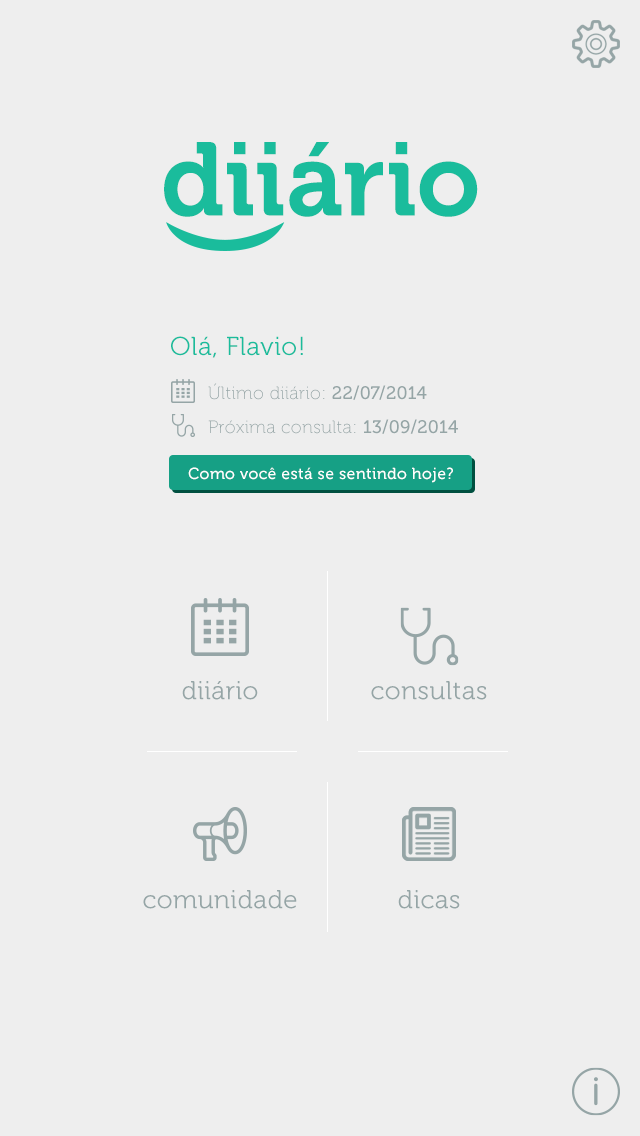 diiário
Olá, Flavio!
Último diiário: 22/07/2014
Próxima consulta: 13/09/2014
Como você está se sentindo hoje?
diiário
consultas
comunidade
dicas
i